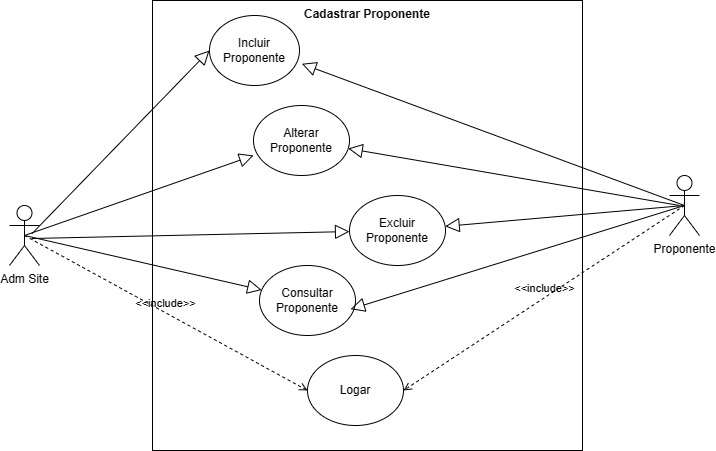 Cadastrar Proponente
Incluir
Proponente
Alterar
Proponente
Excluir
Proponente
Proponente
Adm Site
Consultar
Proponente
<<include>>
<<include>>
Logar